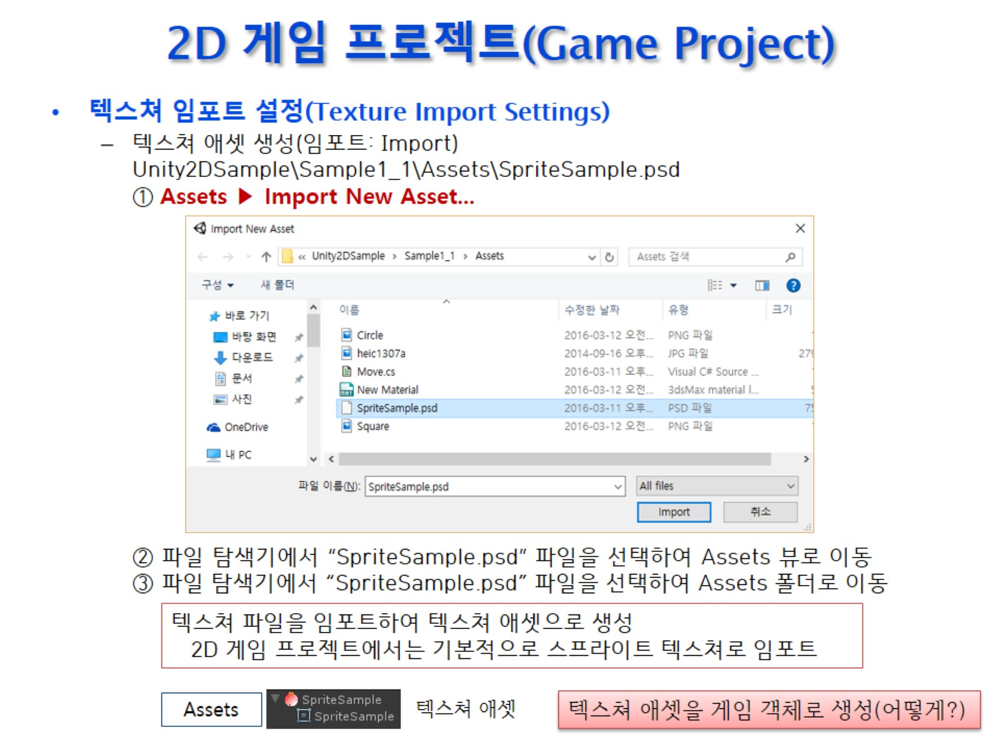 2D 게임 프로젝트(Game Project)
• 텍스쳐 임포트 설정(Texture Import Settings)
– 텍스쳐 애셋 생성(임포트: Import)
Unity2DSample\Sample1_1\Assets\SpriteSample.psd
① Assets ▶ Import New Asset...
Import New Asset
« Unity2DSample › Sample1_1 › Assets
Assets 검색
구성 새 폴더
이름 수정한 날짜 유형 크기
바로 가기
바탕 화면
다운로드
문서
사진
OneDrive
내 PC
Circle 2016-03-12 오전... PNG 파일
heic1307a 2014-09-16 오후... JPG 파일 279
Move.cs 2016-03-11 오후... Visual C# Source ...
New Material 2016-03-12 오전... 3dsMax material l...
SpriteSample.psd 2016-03-11 오후... PSD 파일 75
Square 2016-03-12 오전... PNG 파일
파일 이름(N): SpriteSample.psd All files
Import 취소
② 파일 탐색기에서 “SpriteSample.psd” 파일을 선택하여 Assets 뷰로 이동
③ 파일 탐색기에서 “SpriteSample.psd” 파일을 선택하여 Assets 폴더로 이동
텍스쳐 파일을 임포트하여 텍스쳐 애셋으로 생성
2D 게임 프로젝트에서는 기본적으로 스프라이트 텍스쳐로 임포트
Assets
SpriteSample
SpriteSample
텍스쳐 애셋
텍스쳐 애셋을 게임 객체로 생성(어떻게?)